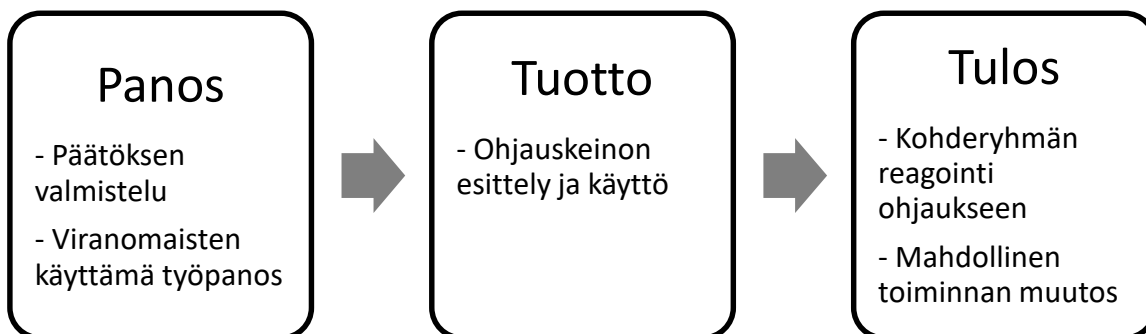 Panos
- Päätöksen
valmistelu
- Viranomaisten
käyttämä työpanos
Tuotto
- Ohjauskeinon
esittely ja käyttö
Tulos
- Kohderyhmän
reagointi
ohjaukseen
- Mahdollinen
toiminnan muutos